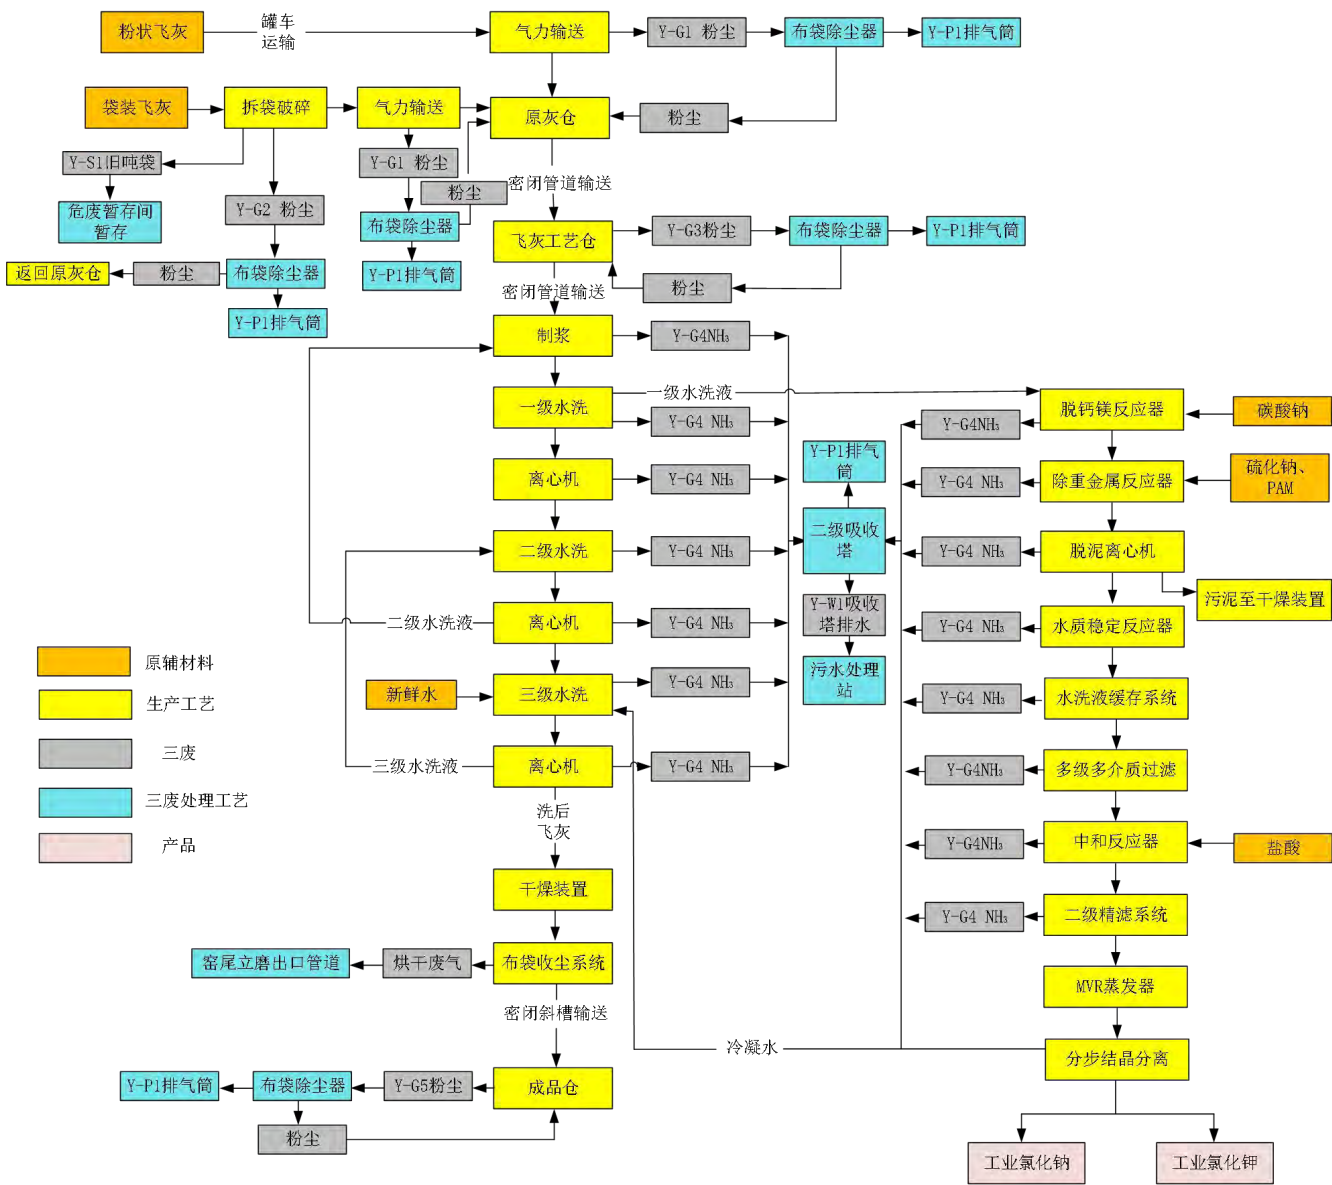 粉状飞灰
罐车
运输
气力输送
Y-G1 粉尘
布袋除尘器
Y-P1排气筒
袋装飞灰
拆袋破碎
气力输送
原灰仓
粉尘
Y-S1旧吨袋
Y-G1 粉尘
粉尘
密闭管道输送
危废暂存间
暂存
Y-G2 粉尘
布袋除尘器
飞灰工艺仓
Y-G3粉尘
布袋除尘器
Y-P1排气筒
返回原灰仓
粉尘
布袋除尘器
Y-P1排气筒
密闭管道输送
粉尘
Y-P1排气筒
制浆
Y-G4NH₃
一级水洗
一级水洗液
Y-G4 NH₃
Y-G4NH₃
脱钙镁反应器
碳酸钠
离心机
Y-G4 NH₃
Y-P1排气
筒
Y-G4 NH₃
除重金属反应器
硫化钠、
PAM
二级水洗
Y-G4 NH₃
二级吸收
塔
Y-G4 NH₃
脱泥离心机
污泥至干燥装置
二级水洗液
离心机
Y-G4 NH₃
Y-W1吸收
塔排水
Y-G4 NH₃
水质稳定反应器
原辅材料
新鲜水
三级水洗
Y-G4 NH₃
污水处理
站
Y-G4 NH₃
水洗液缓存系统
生产工艺
三废
三级水洗液
离心机
Y-G4 NH₃
Y-G4NH₃
多级多介质过滤
三废处理工艺
洗后
飞灰
产品
Y-G4NH₃
中和反应器
盐酸
干燥装置
Y-G4 NH₃
二级精滤系统
窑尾立磨出口管道
烘干废气
布袋收尘系统
MVR蒸发器
密闭斜槽输送
冷凝水
分步结晶分离
Y-P1排气筒
布袋除尘器
Y-G5粉尘
成品仓
粉尘
工业氯化钠
工业氯化钾